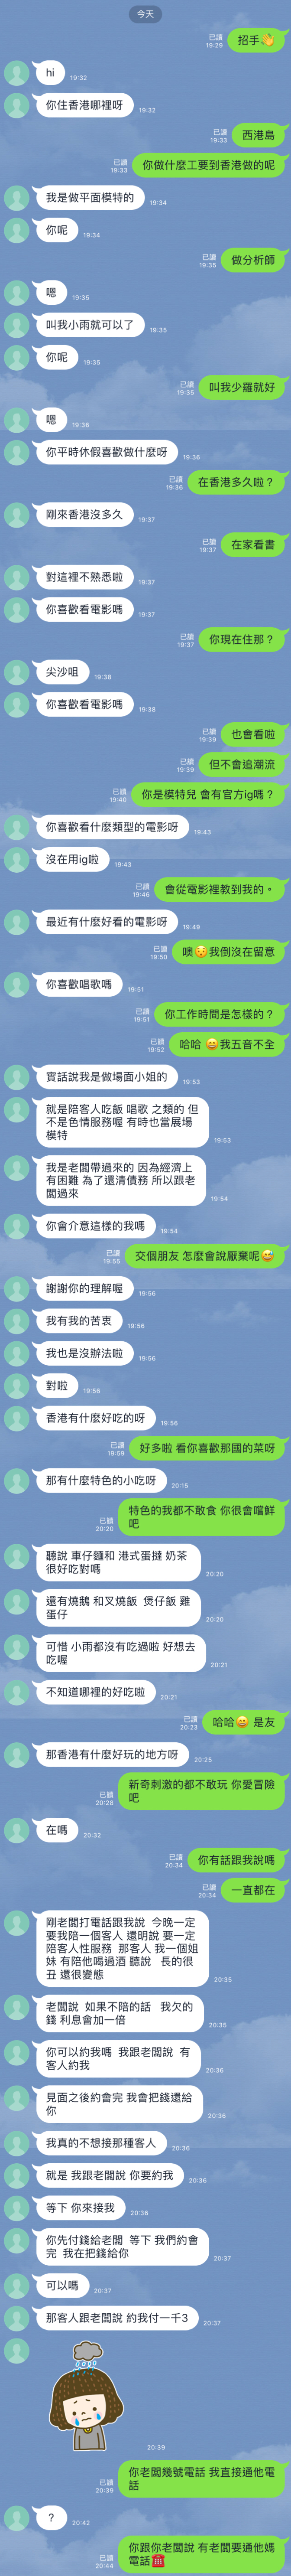 今天
招手👏
已讀
19:29
hi
19:32
你住香港哪裡呀
19:32
西港島
已讀
19:33
你做什麼工要到香港做的呢
已讀
19:33
我是做平面模特的
19:34
你呢
19:34
做分析師
已讀
19:35
嗯
19:35
叫我小雨就可以了
19:35
你呢
19:35
叫我少羅就好
已讀
19:35
嗯
19:36
你平時休假喜歡做什麼呀
19:36
在香港多久啦？
已讀
19:36
剛來香港沒多久
19:37
在家看書
已讀
19:37
對這裡不熟悉啦
19:37
你喜歡看電影嗎
19:37
你現在住那？
已讀
19:37
尖沙咀
19:38
你喜歡看電影嗎
19:38
也會看啦
已讀
19:39
但不會追潮流
已讀
19:39
你是模特兒 會有官方ig嗎？
已讀
19:40
你喜歡看什麼類型的電影呀
19:43
沒在用ig啦
19:43
會從電影裡教到我的。
已讀
19:46
最近有什麼好看的電影呀
19:49
噢😔我倒沒在留意
已讀
19:50
你喜歡唱歌嗎
19:51
你工作時間是怎樣的？
已讀
19:51
哈哈 😄我五音不全
已讀
19:52
實話說我是做場面小姐的
19:53
就是陪客人吃飯 唱歌 之類的 但
不是色情服務喔 有時也當展場
模特
19:53
我是老闆帶過來的 因為經濟上
有困難 為了還清債務 所以跟老
闆過來
19:54
你會介意這樣的我嗎
19:54
交個朋友 怎麼會說厭棄呢😅
已讀
19:55
謝謝你的理解喔
19:56
我有我的苦衷
19:56
我也是沒辦法啦
19:56
對啦
19:56
香港有什麼好吃的呀
19:56
好多啦 看你喜歡那國的菜呀
已讀
19:59
那有什麼特色的小吃呀
20:15
特色的我都不敢食 你很會嚐鮮
吧
已讀
20:20
聽說 車仔麵和 港式蛋撻 奶茶
很好吃對嗎
20:20
還有燒鵝 和叉燒飯 煲仔飯 雞
蛋仔
20:20
可惜 小雨都沒有吃過啦 好想去
吃喔
20:21
不知道哪裡的好吃啦
20:21
哈哈😄 是友
已讀
20:23
那香港有什麼好玩的地方呀
20:25
新奇刺激的都不敢玩 你愛冒險
吧
已讀
20:28
在嗎
20:32
你有話跟我說嗎
已讀
20:34
一直都在
已讀
20:34
剛老闆打電話跟我說 今晚一定
要我陪一個客人 還明說 要一定
陪客人性服務 那客人 我一個姐
妹 有陪他喝過酒 聽說 長的很
丑 還很變態
20:35
老闆說 如果不陪的話 我欠的
錢 利息會加一倍
20:35
你可以約我嗎 我跟老闆說 有
客人約我
20:36
見面之後約會完 我會把錢還給
你
20:36
我真的不想接那種客人
20:36
就是 我跟老闆說 你要約我
20:36
等下 你來接我
20:36
你先付錢給老闆 等下 我們約會
完 我在把錢給你
20:37
可以嗎
20:37
那客人跟老闆說 約我付一千3
20:37
20:39
你老闆幾號電話 我直接通他電
話
已讀
20:39
?
20:42
你跟你老闆說 有老闆要通他媽
電話☎️
已讀
20:44